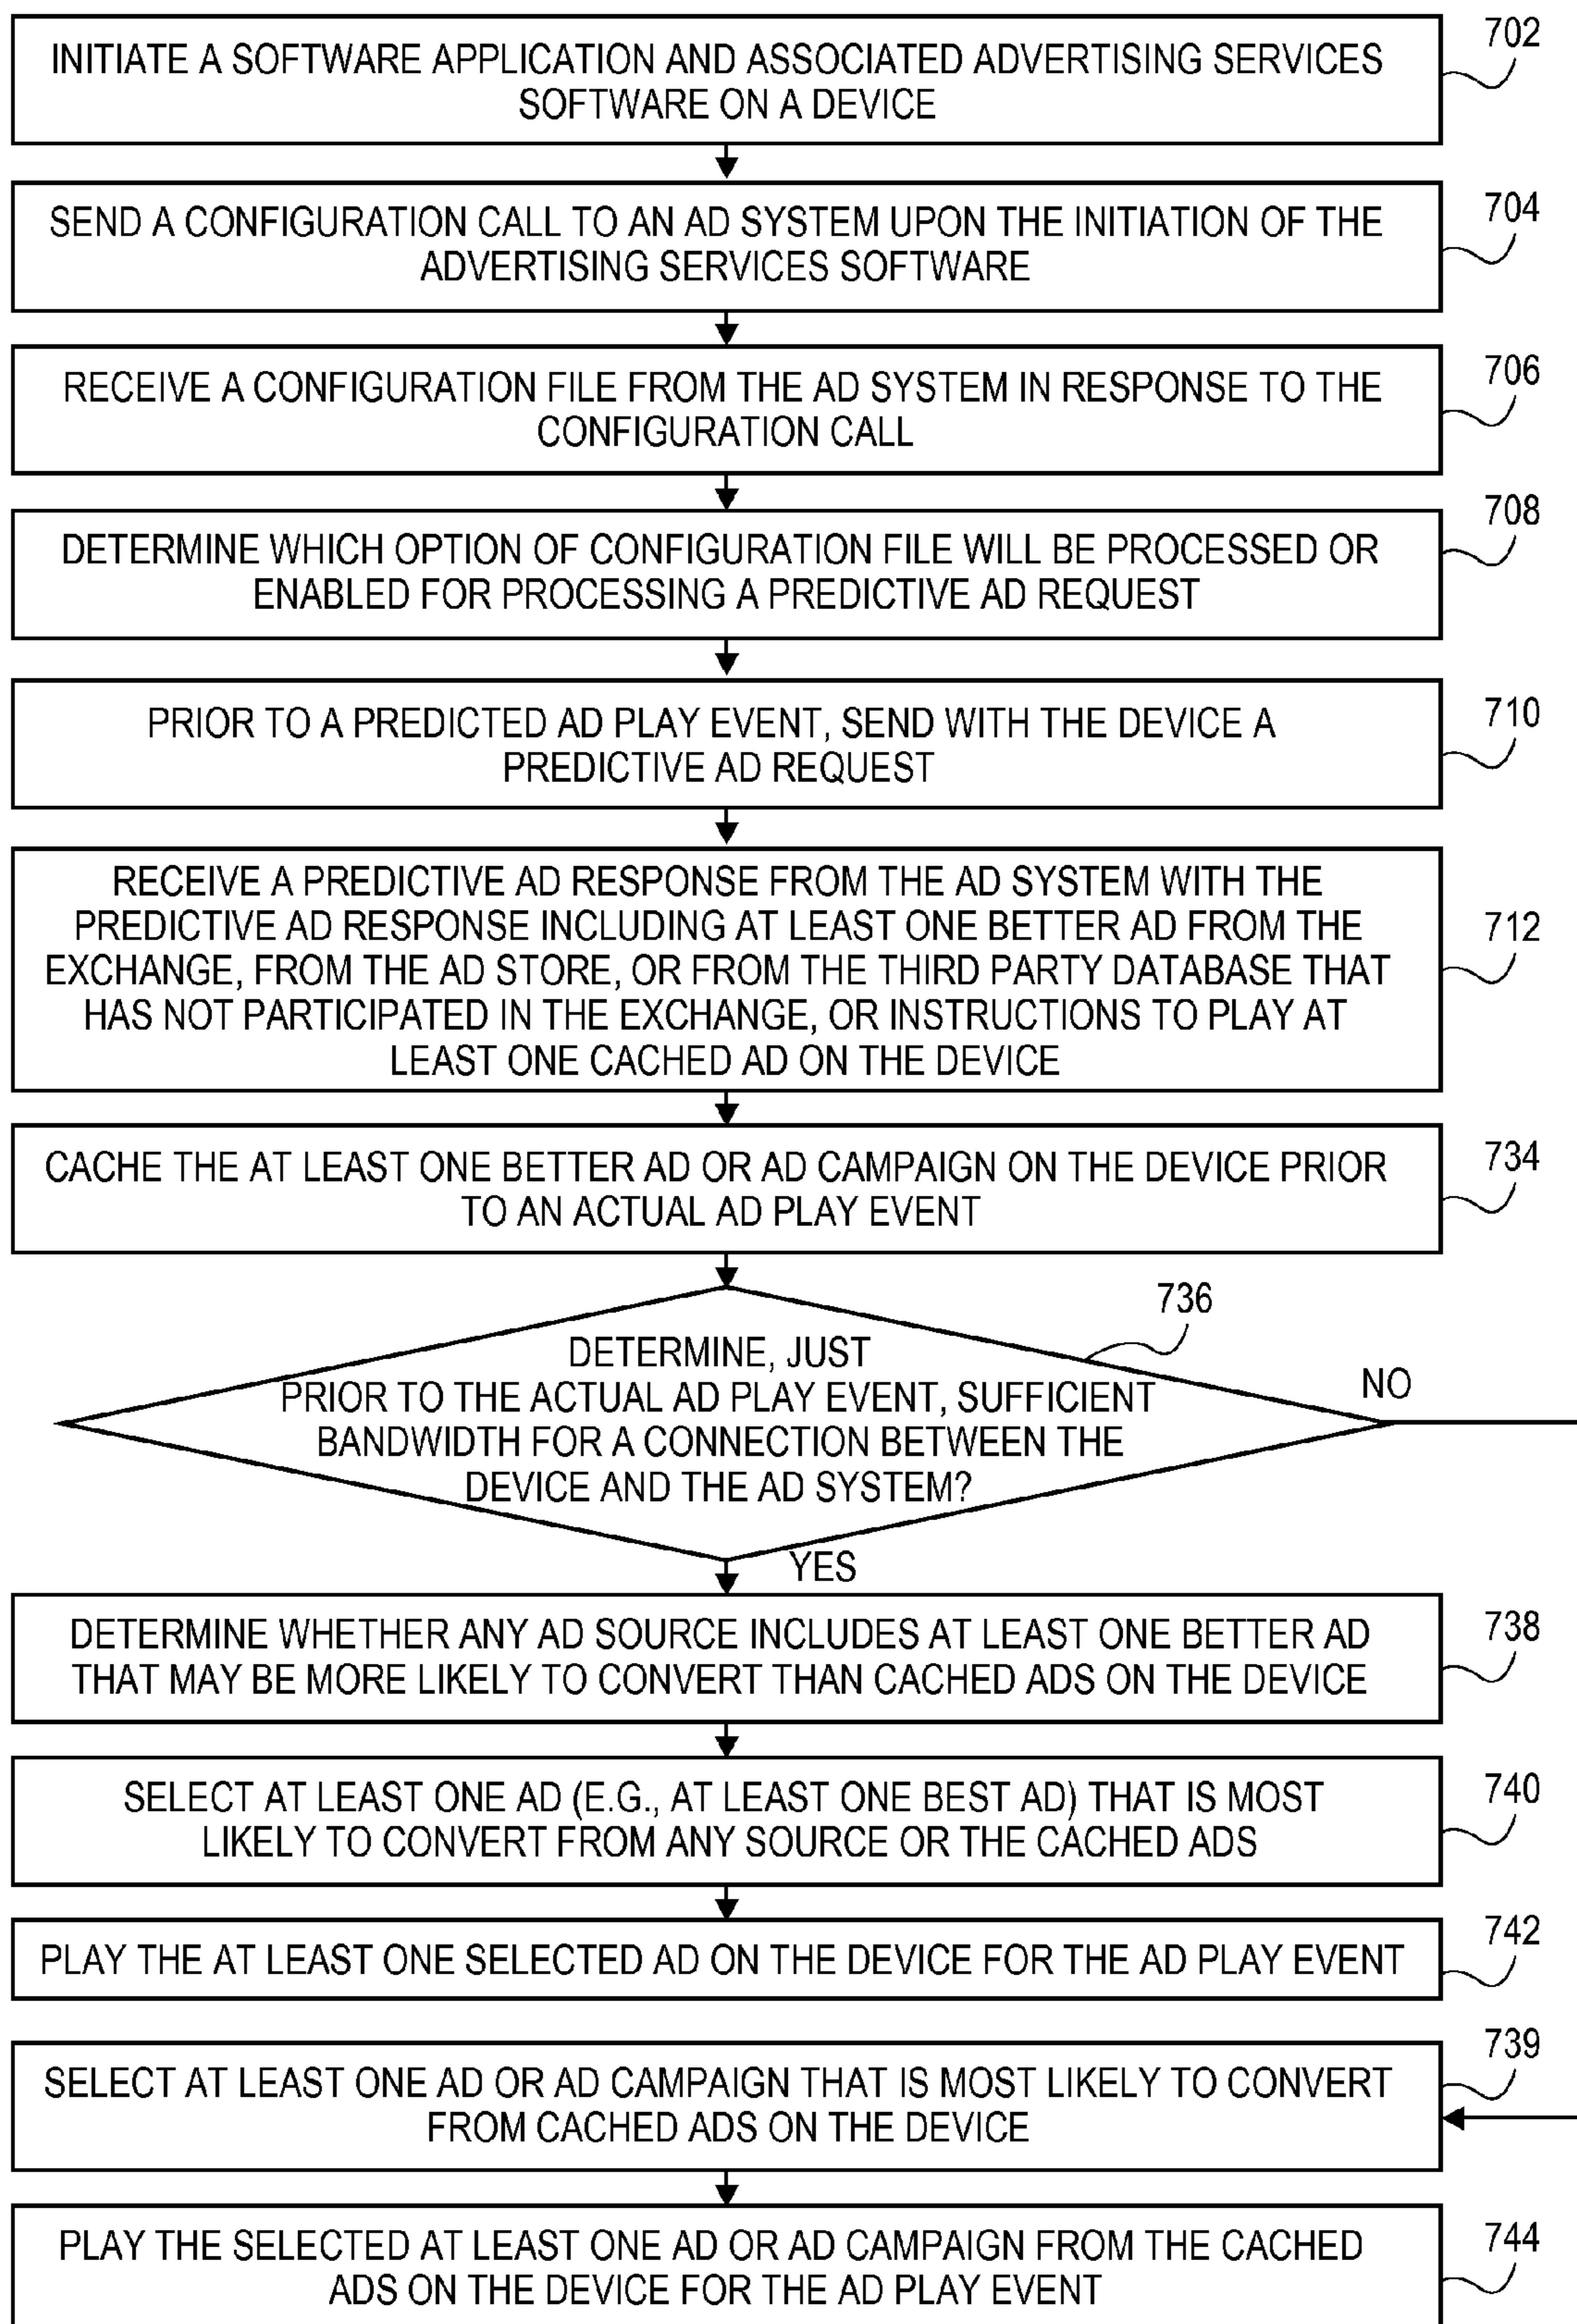 702
INITIATE A SOFTWARE APPLICATION AND ASSOCIATED ADVERTISING SERVICES
SOFTWARE ON A DEVICE
704
SEND A CONFIGURATION CALL TO AN AD SYSTEM UPON THE INITIATION OF THE
ADVERTISING SERVICES SOFTWARE
706
RECEIVE A CONFIGURATION FILE FROM THE AD SYSTEM IN RESPONSE TO THE
CONFIGURATION CALL
708
DETERMINE WHICH OPTION OF CONFIGURATION FILE WILL BE PROCESSED OR
ENABLED FOR PROCESSING A PREDICTIVE AD REQUEST
710
PRIOR TO A PREDICTED AD PLAY EVENT, SEND WITH THE DEVICE A
PREDICTIVE AD REQUEST
712
RECEIVE A PREDICTIVE AD RESPONSE FROM THE AD SYSTEM WITH THE
PREDICTIVE AD RESPONSE INCLUDING AT LEAST ONE BETTER AD FROM THE
EXCHANGE, FROM THE AD STORE, OR FROM THE THIRD PARTY DATABASE THAT
HAS NOT PARTICIPATED IN THE EXCHANGE, OR INSTRUCTIONS TO PLAY AT
LEAST ONE CACHED AD ON THE DEVICE
734
CACHE THE AT LEAST ONE BETTER AD OR AD CAMPAIGN ON THE DEVICE PRIOR
TO AN ACTUAL AD PLAY EVENT
736
DETERMINE, JUST
PRIOR TO THE ACTUAL AD PLAY EVENT, SUFFICIENT
BANDWIDTH FOR A CONNECTION BETWEEN THE
DEVICE AND THE AD SYSTEM?
NO
YES
738
DETERMINE WHETHER ANY AD SOURCE INCLUDES AT LEAST ONE BETTER AD
THAT MAY BE MORE LIKELY TO CONVERT THAN CACHED ADS ON THE DEVICE
740
SELECT AT LEAST ONE AD (E.G., AT LEAST ONE BEST AD) THAT IS MOST
LIKELY TO CONVERT FROM ANY SOURCE OR THE CACHED ADS
742
PLAY THE AT LEAST ONE SELECTED AD ON THE DEVICE FOR THE AD PLAY EVENT
739
SELECT AT LEAST ONE AD OR AD CAMPAIGN THAT IS MOST LIKELY TO CONVERT
FROM CACHED ADS ON THE DEVICE
744
PLAY THE SELECTED AT LEAST ONE AD OR AD CAMPAIGN FROM THE CACHED
ADS ON THE DEVICE FOR THE AD PLAY EVENT